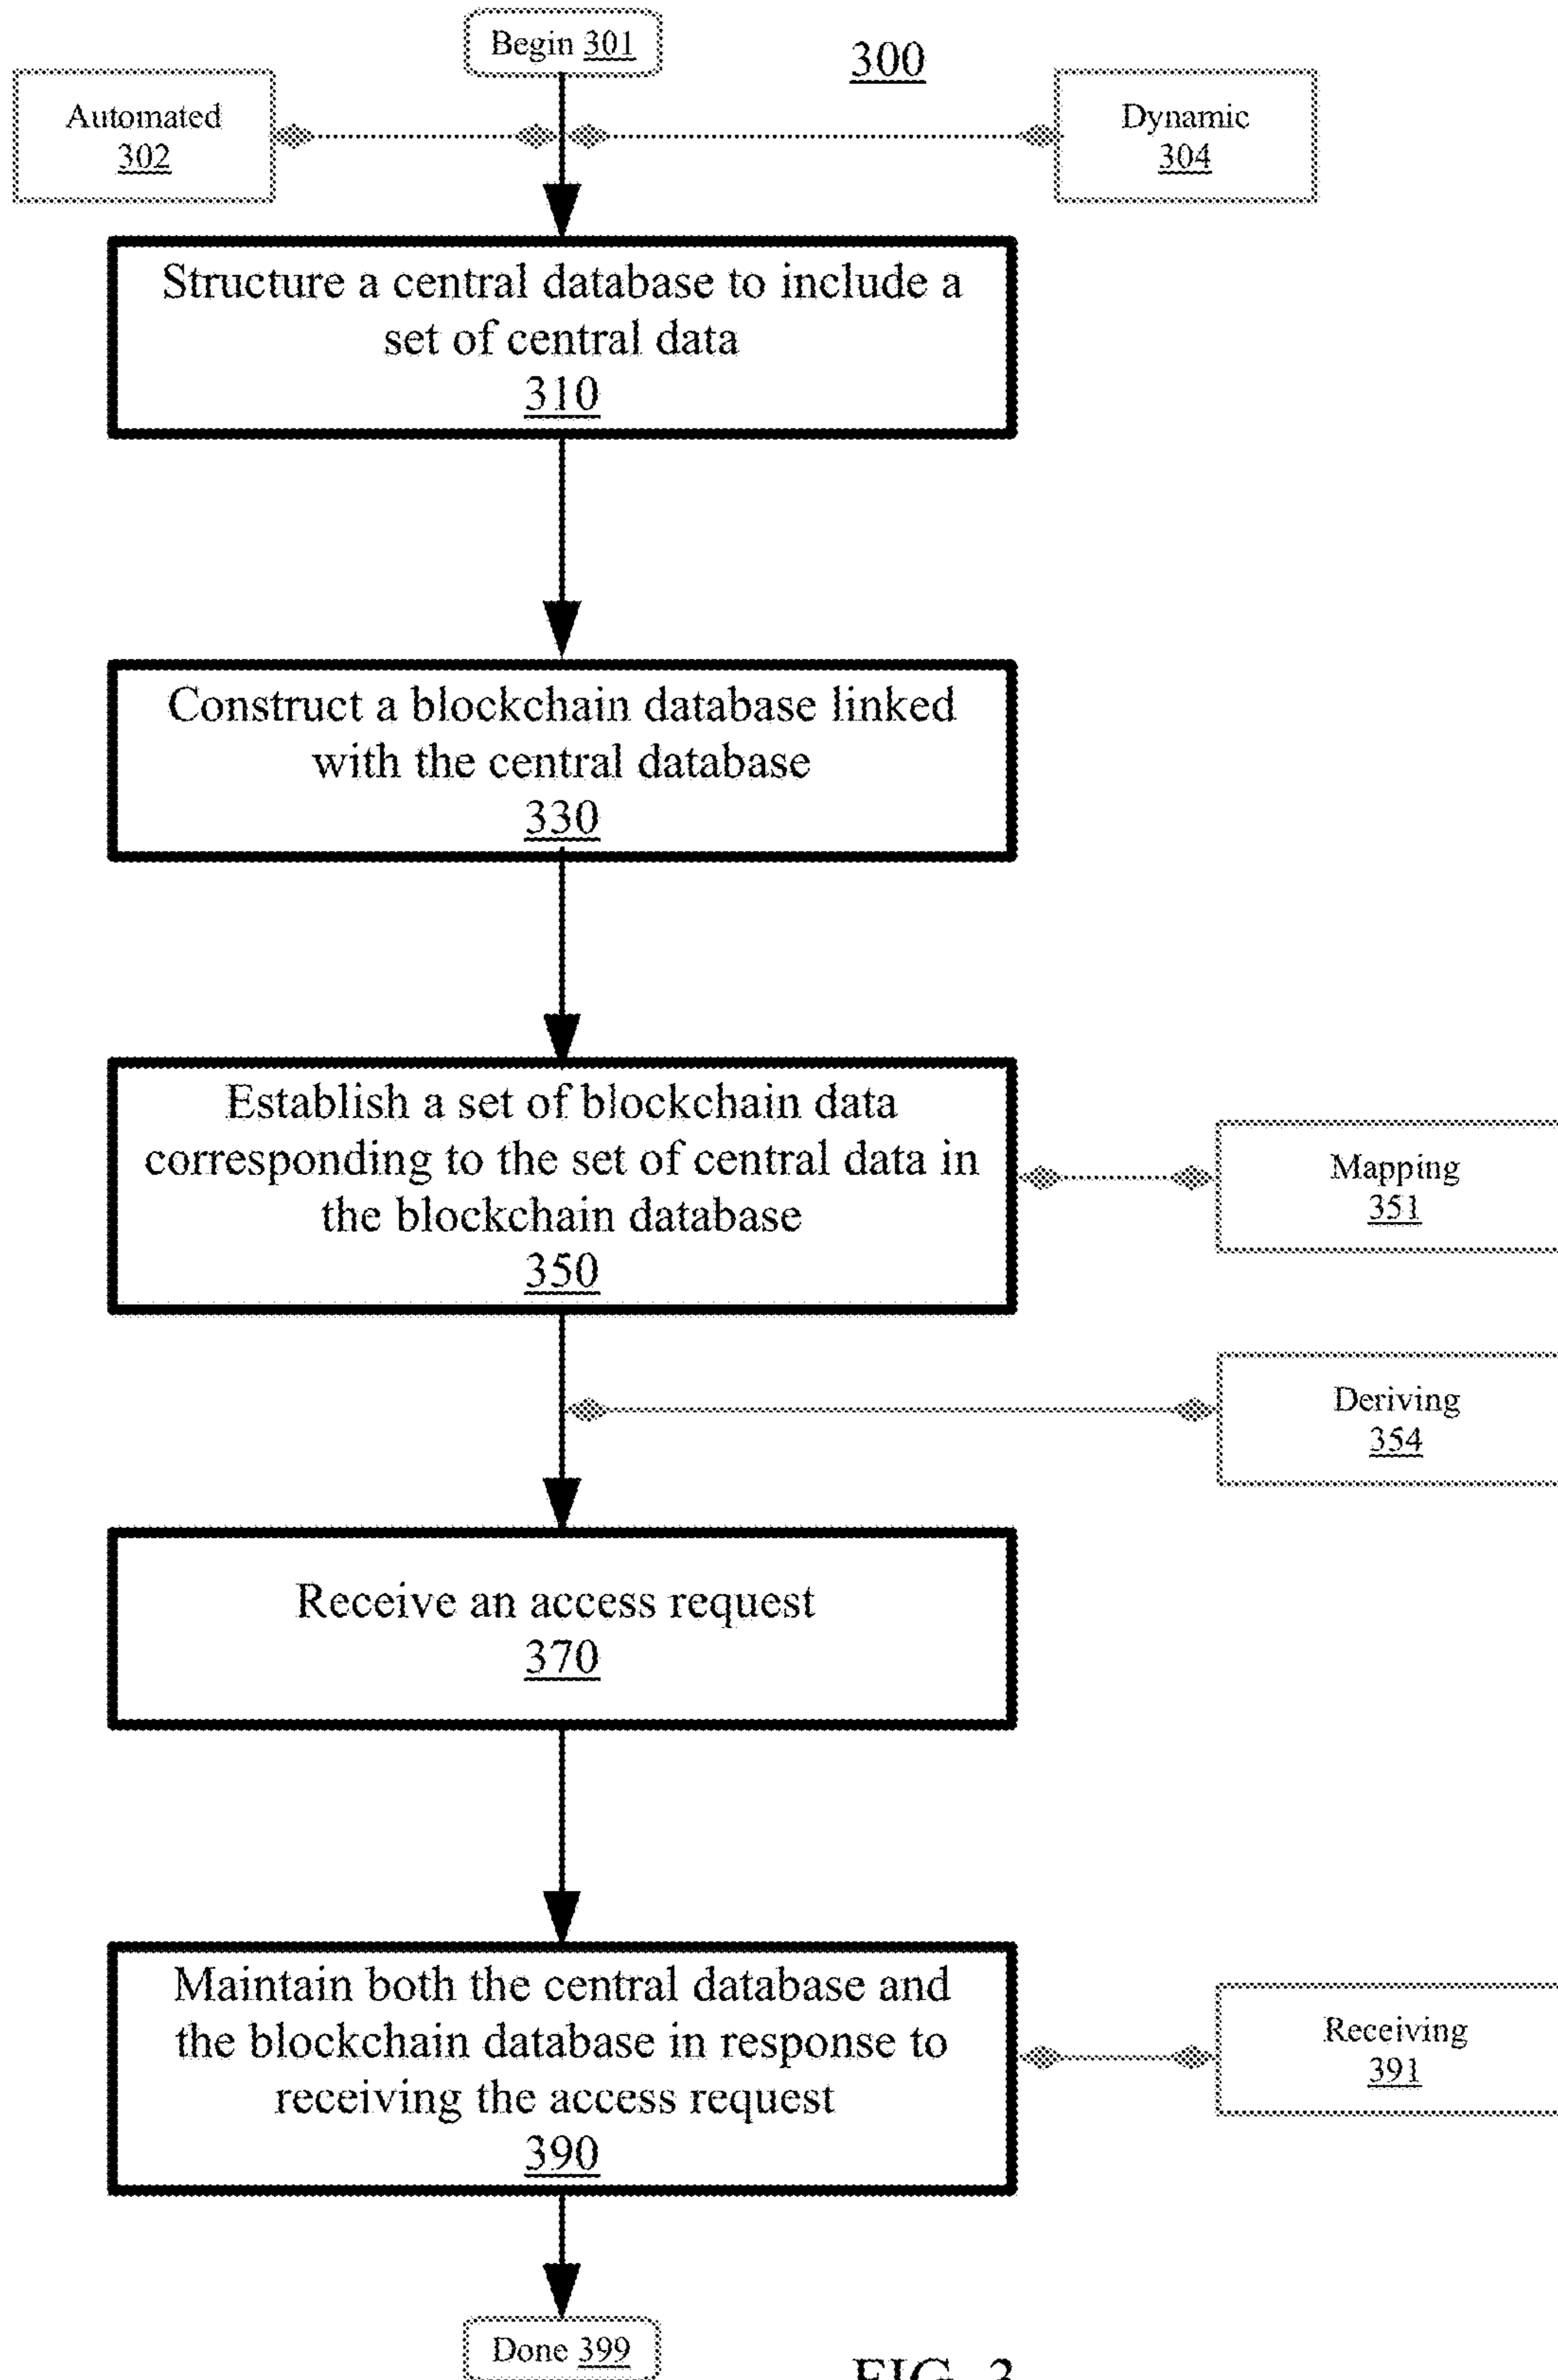 Begin 301
300
Automated
302
Dynamic
304
Structure a central database to include a
set of central data
310
Construct a blockchain database linked
with the central database
330
Establish a set of blockchain data
corresponding to the set of central data in
the blockchain database
350
Mapping
351
Deriving
354
Receive an access request
370
Maintain both the central database and
the blockchain database in response to
receiving the access request
390
Receiving
391
Done 399
FIG. 3